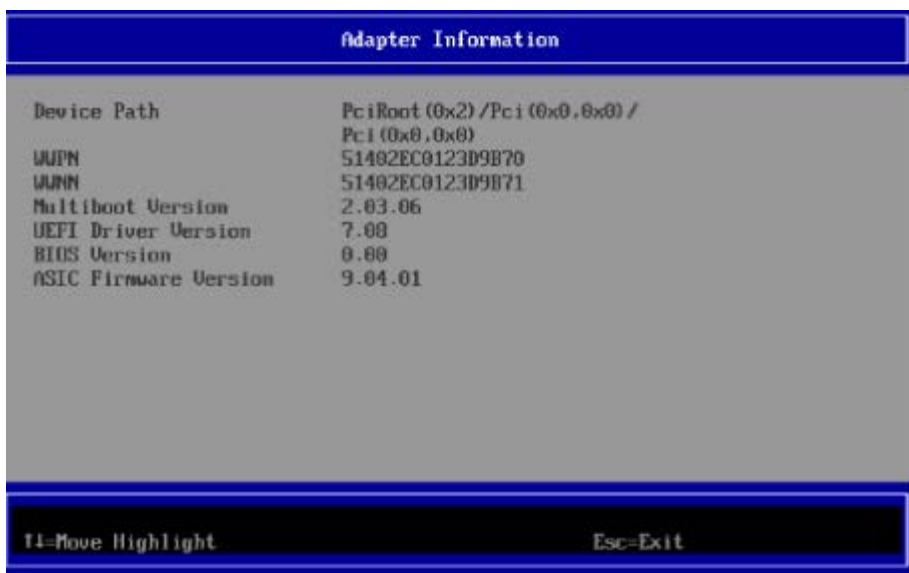 Adapter Information
Device Path PciRoot(0x2)/Pci(0x0,0x0)/
Pci(0x0,0x0)
WWPN 51402EC0123D9B70
WWNN 51402EC0123D9B71
Multiboot Version 2.03.06
UEFI Driver Version 7.00
BIOS Version 0.00
ASIC Firmware Version 9.04.01
↑↓=Move Highlight Esc=Exit